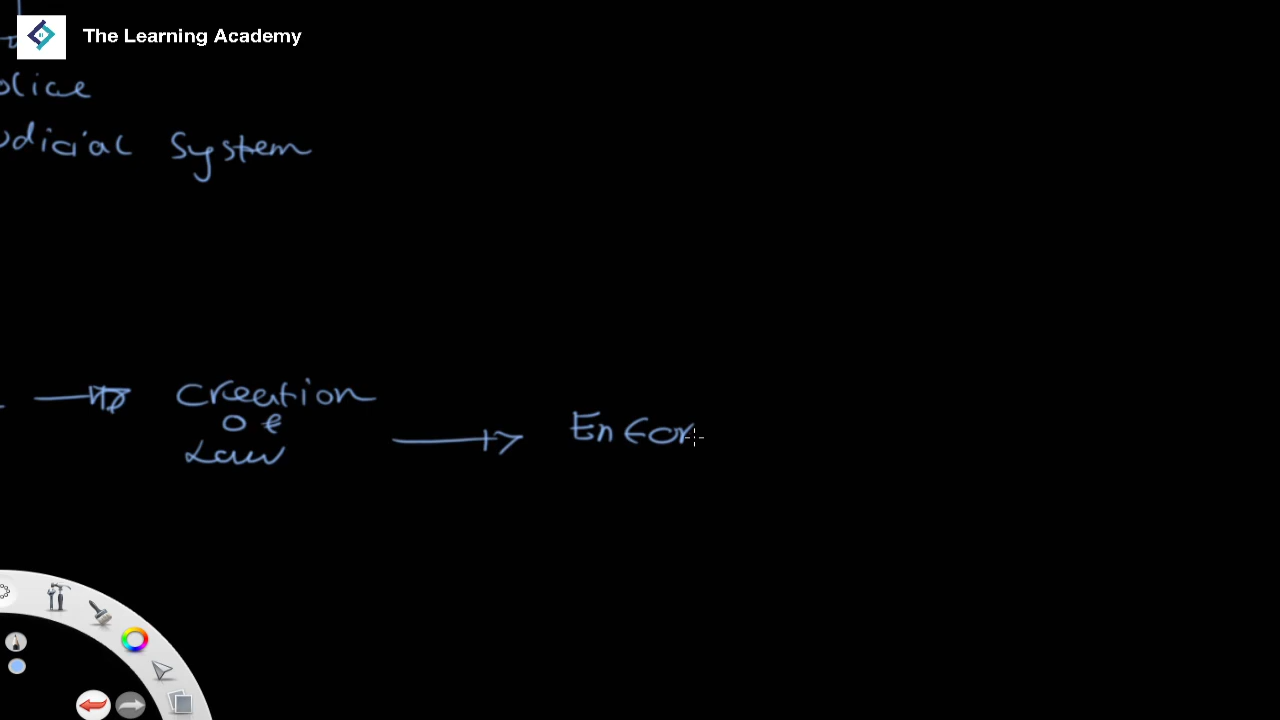 The Learning Academy
olice
udicial System
Creation
of
Law
Enfor